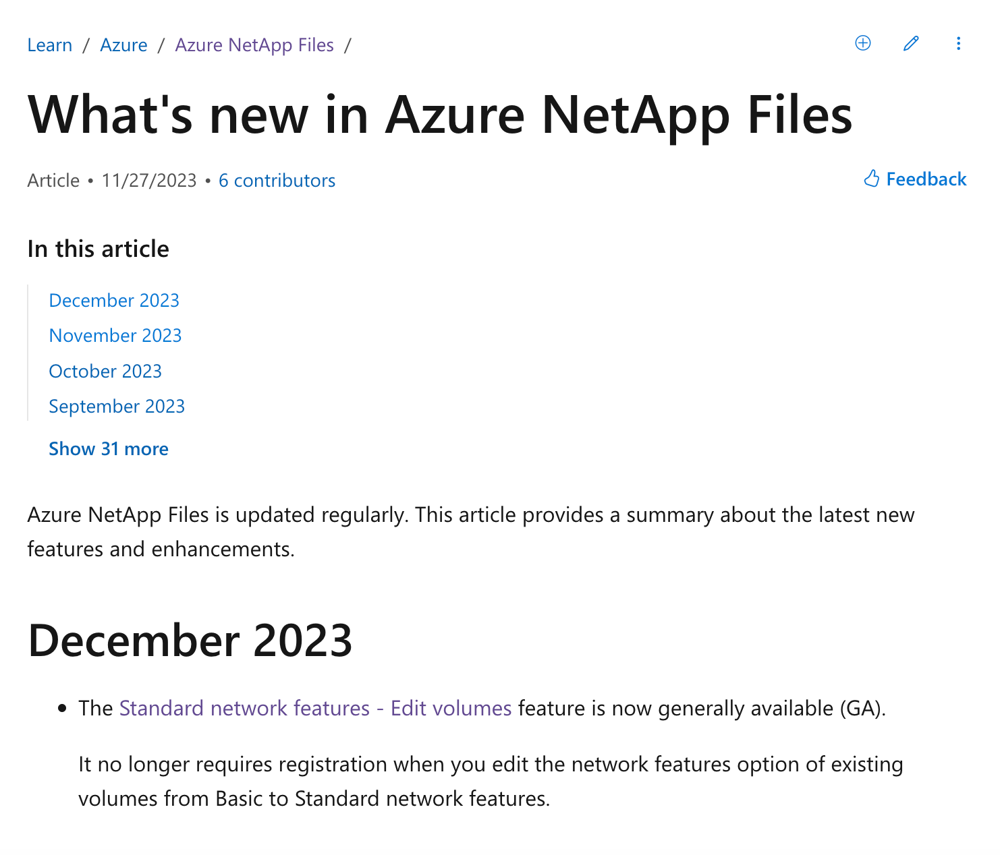 Learn / Azure / Azure NetApp Files /
What's new in Azure NetApp Files
Article • 11/27/2023 • 6 contributors
Feedback
In this article
December 2023
November 2023
October 2023
September 2023
Show 31 more
Azure NetApp Files is updated regularly. This article provides a summary about the latest new
features and enhancements.
December 2023
• The Standard network features - Edit volumes feature is now generally available (GA).
It no longer requires registration when you edit the network features option of existing
volumes from Basic to Standard network features.